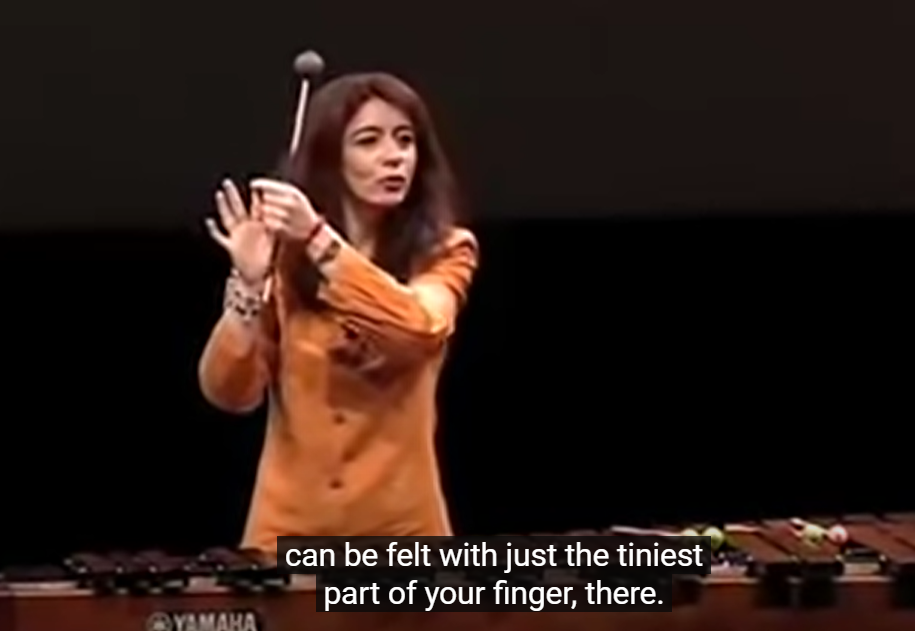 can be felt with just the tiniest
part of your finger, there.
YAMAHA